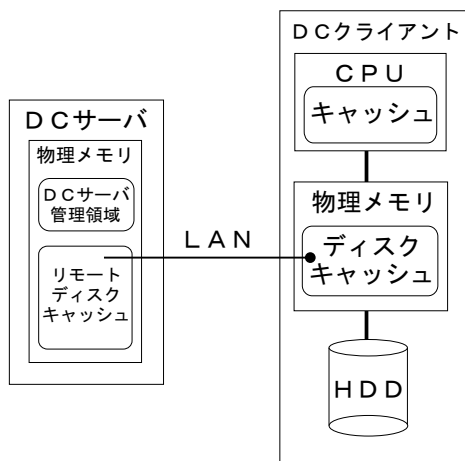 DCサーバ
物理メモリ
DCサーバ
管理領域
リモート
ディスク
キャッシュ
LAN
DCクライアント
CPU
キャッシュ
物理メモリ
ディスク
キャッシュ
HDD